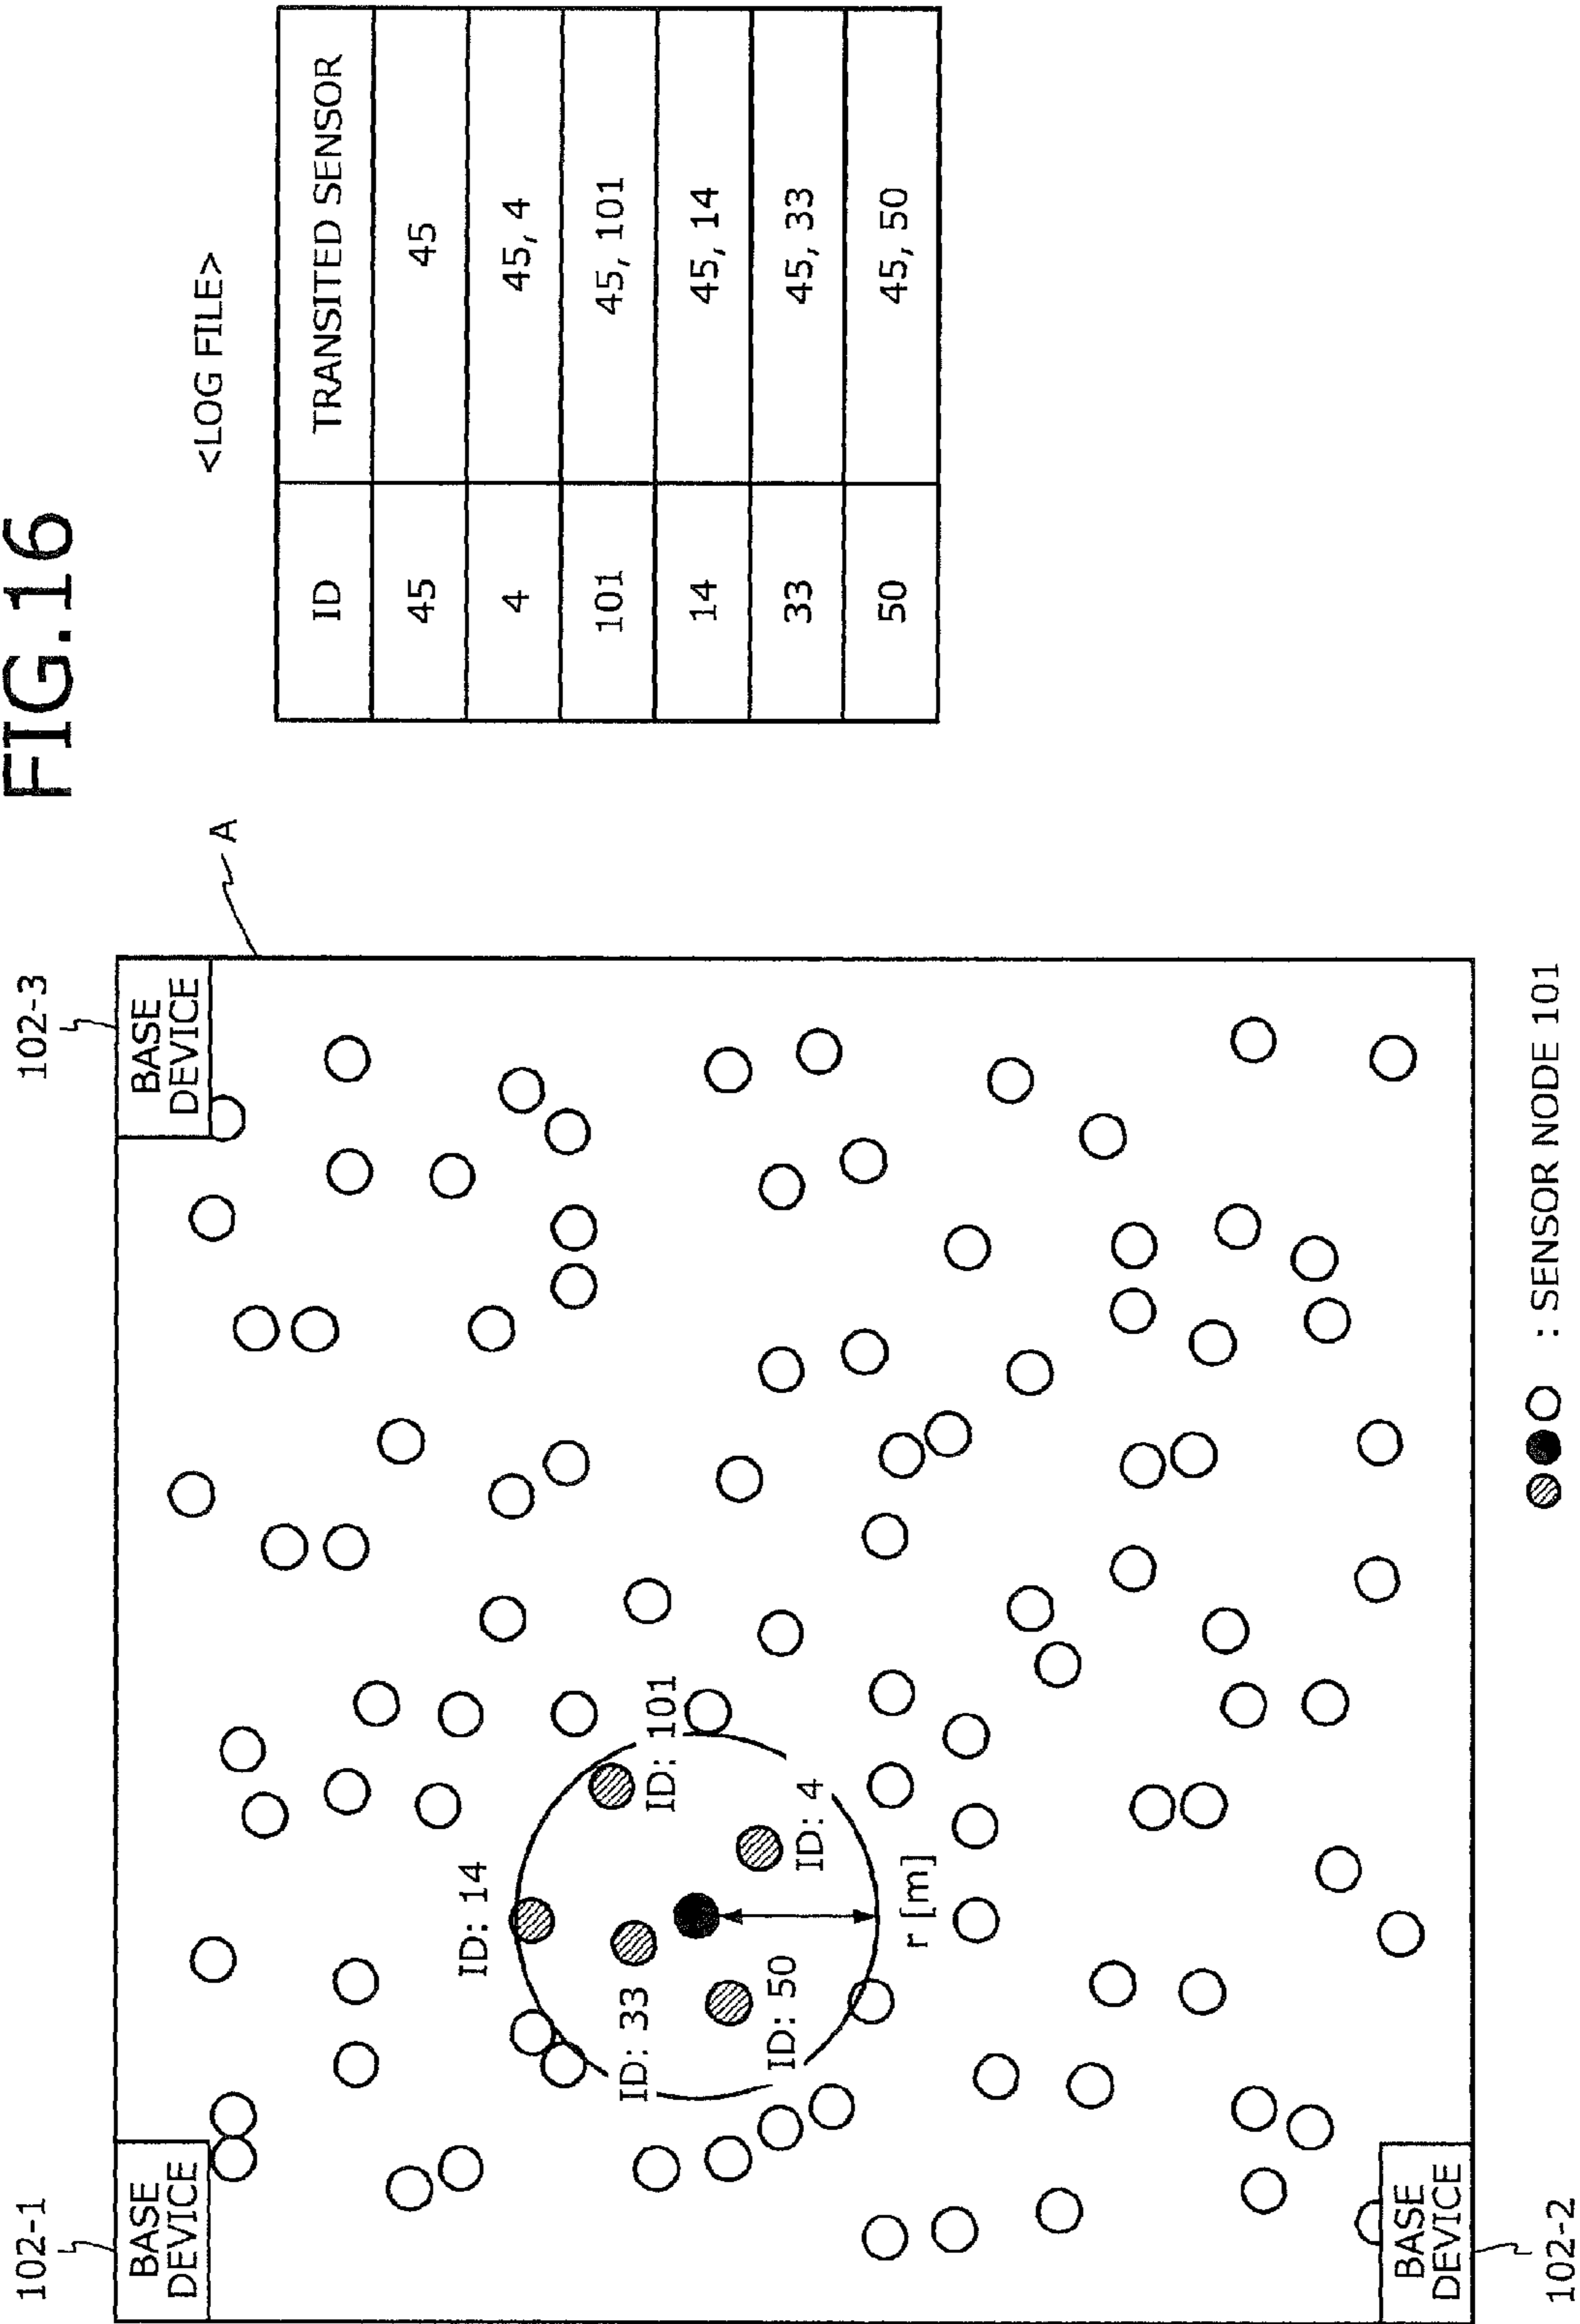 FIG.16
102-1
102-3
A
BASE
DEVICE
BASE
DEVICE
ID: 14
ID: 33
ID: 101
ID: 50
ID: 4
r [m]
BASE
DEVICE
102-2
: SENSOR NODE 101
<LOG FILE>
ID TRANSITED SENSOR
45 45
4 45, 4
101 45, 101
14 45, 14
33 45, 33
50 45, 50